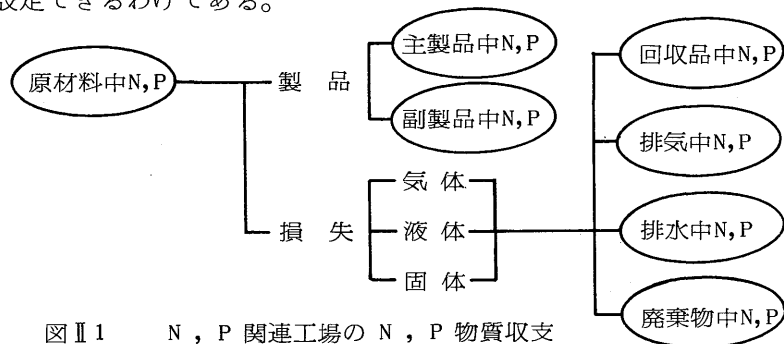 設定できるわけである。
原材料中N,P
製品
主製品中N,P
副製品中N,P
損失
気体
液体
固体
回収品中N,P
排気中N,P
排水中N,P
廃棄物中N,P
図Ⅱ1 N,P関連工場のN,P物質収支